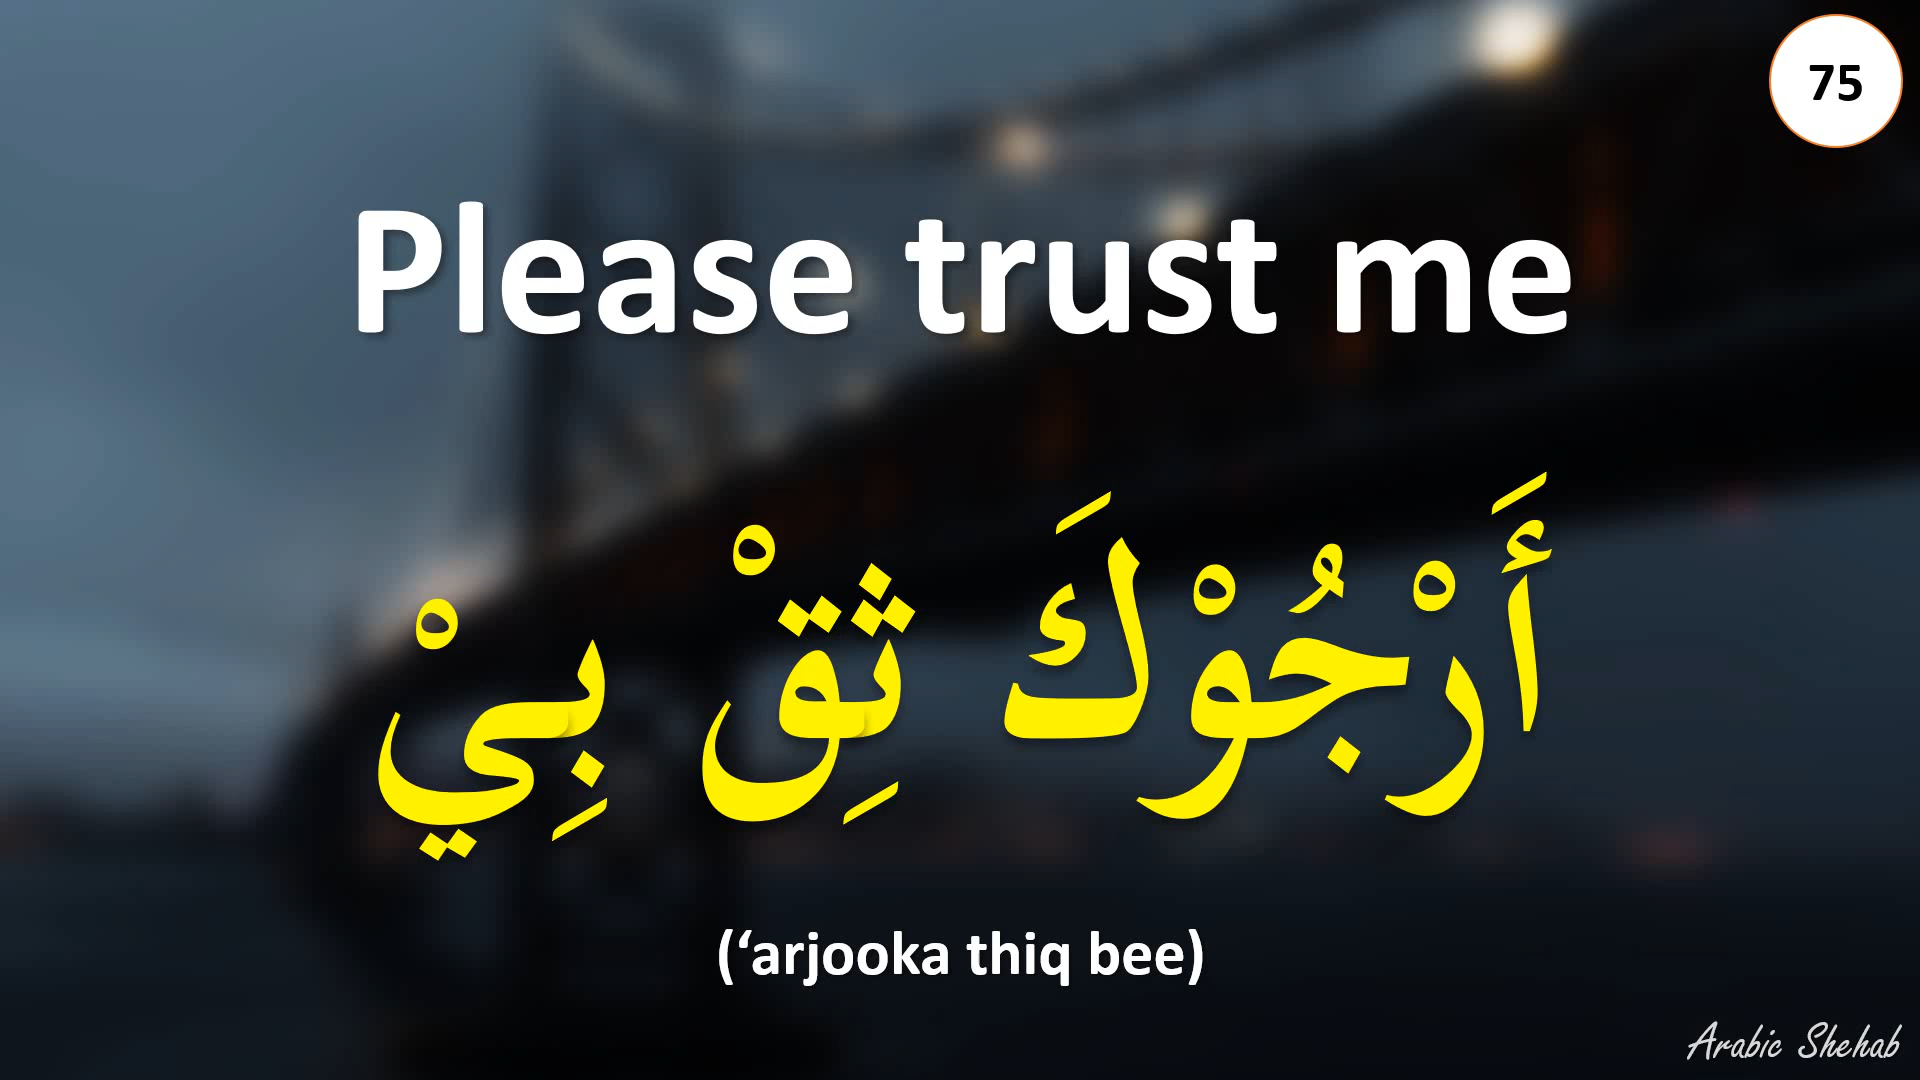 75
Please trust me
أَرْجُوْكَ ثِقْ بِيْ
(‘arjooka thiq bee)
Arabic Shehab